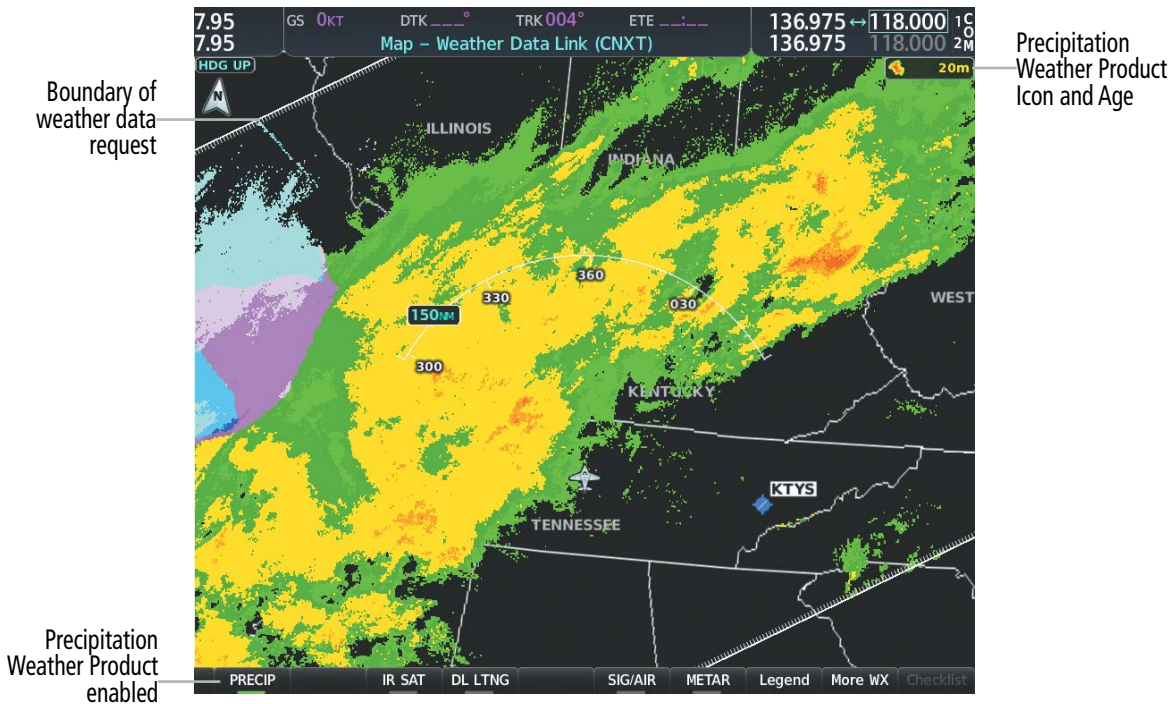 7.95 GS 0KT DTK ___° TRK 004° ETE __:__ 136.975 ↔ 118.000 1 C
O
7.95 Map – Weather Data Link (CNXT) 136.975 118.000 2 M
HDG UP
20m
N
Precipitation
Weather Product
Icon and Age
Boundary of
weather data
request
ILLINOIS
INDIANA
360
330
030
WEST
150NM
300
KENTUCKY
KTYS
TENNESSEE
Precipitation
Weather Product
enabled
PRECIP IR SAT DL LTNG SIG/AIR METAR Legend More WX Checklist